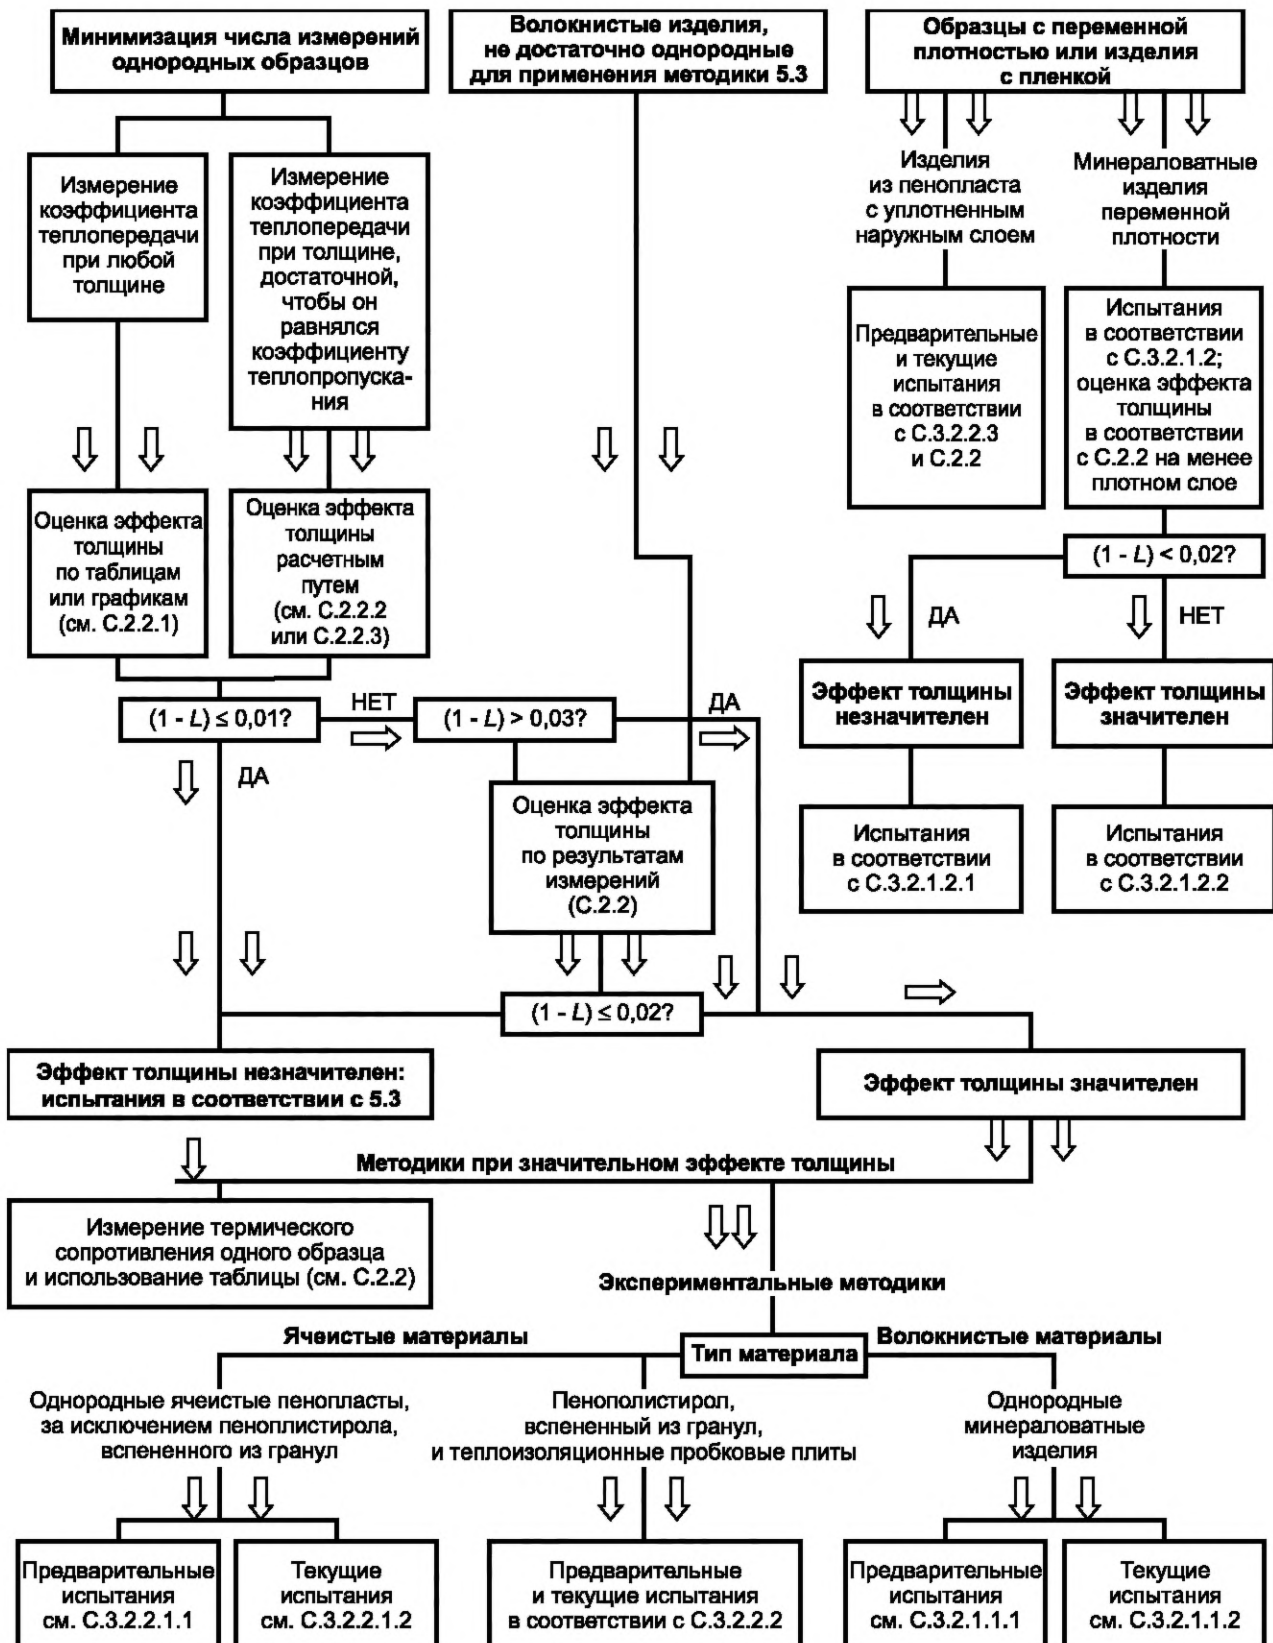 Минимизация числа измерений
однородных образцов
Волокнистые изделия,
не достаточно однородные
для применения методики 5.3
Образцы с переменной
плотностью или изделия
с пленкой
Измерение
коэффициента
теплопередачи
при любой
толщине
Измерение
коэффициента
теплопередачи
при толщине,
достаточной,
чтобы он
равнялся
коэффициенту
теплопропуска-
ния
Изделия
из пенопласта
с уплотненным
наружным слоем
Минераловатные
изделия
переменной
плотности
Предварительные
и текущие
испытания
в соответствии
с С.3.2.2.3
и С.2.2
Испытания
в соответствии
с С.3.2.1.2;
оценка эффекта
толщины
в соответствии
с С.2.2 на менее
плотном слое
Оценка эффекта
толщины
по таблицам
или графикам
(см. С.2.2.1)
Оценка эффекта
толщины
расчетным
путем
(см. С.2.2.2
или С.2.2.3)
(1 - L) < 0,02?
ДА
НЕТ
Эффект толщины
незначителен
Эффект толщины
значителен
(1 - L) ≤ 0,01?
НЕТ
(1 - L) > 0,03?
ДА
ДА
Оценка эффекта
толщины
по результатам
измерений
(С.2.2)
Испытания
в соответствии
с С.3.2.1.2.1
Испытания
в соответствии
с С.3.2.1.2.2
(1 - L) ≤ 0,02?
Эффект толщины незначителен:
испытания в соответствии с 5.3
Эффект толщины значителен
Методики при значительном эффекте толщины
Измерение термического
сопротивления одного образца
и использование таблицы (см. С.2.2)
Экспериментальные методики
Ячеистые материалы
Тип материала
Волокнистые материалы
Однородные ячеистые пенопласты,
за исключением пеноплистирола,
вспененного из гранул
Пенополистирол,
вспененный из гранул,
и теплоизоляционные пробковые плиты
Однородные
минераловатные
изделия
Предварительные
испытания
см. С.3.2.2.1.1
Текущие
испытания
см. С.3.2.2.1.2
Предварительные
и текущие испытания
в соответствии с С.3.2.2.2
Предварительные
испытания
см. С.3.2.1.1.1
Текущие
испытания
см. С.3.2.1.1.2